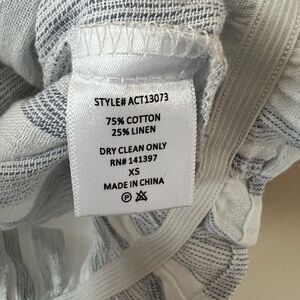 STYLE# ACT13073
75% COTTON
25% LINEN
DRY CLEAN ONLY
RN# 141397
XS
MADE IN CHINA
P